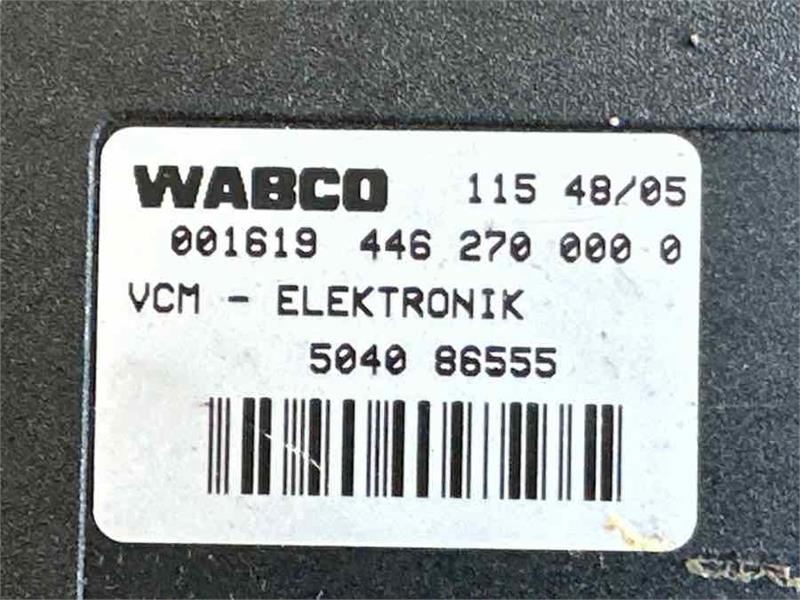 WABCO 115 48/05
001619 446 270 000 0
VCM - ELEKTRONIK
5040 86555